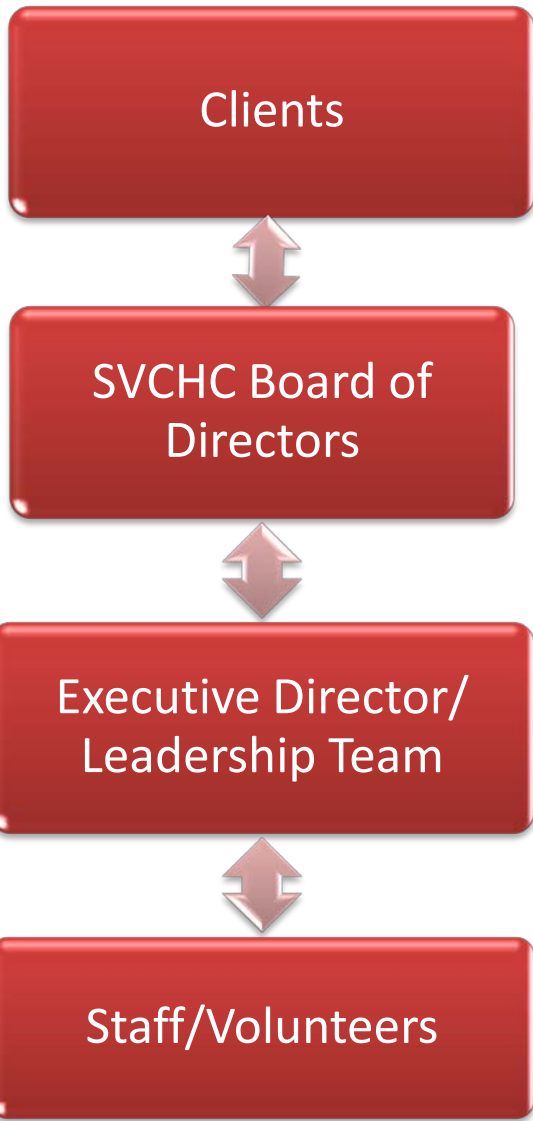 Clients
SVCHC Board of
Directors
Executive Director/
Leadership Team
Staff/Volunteers